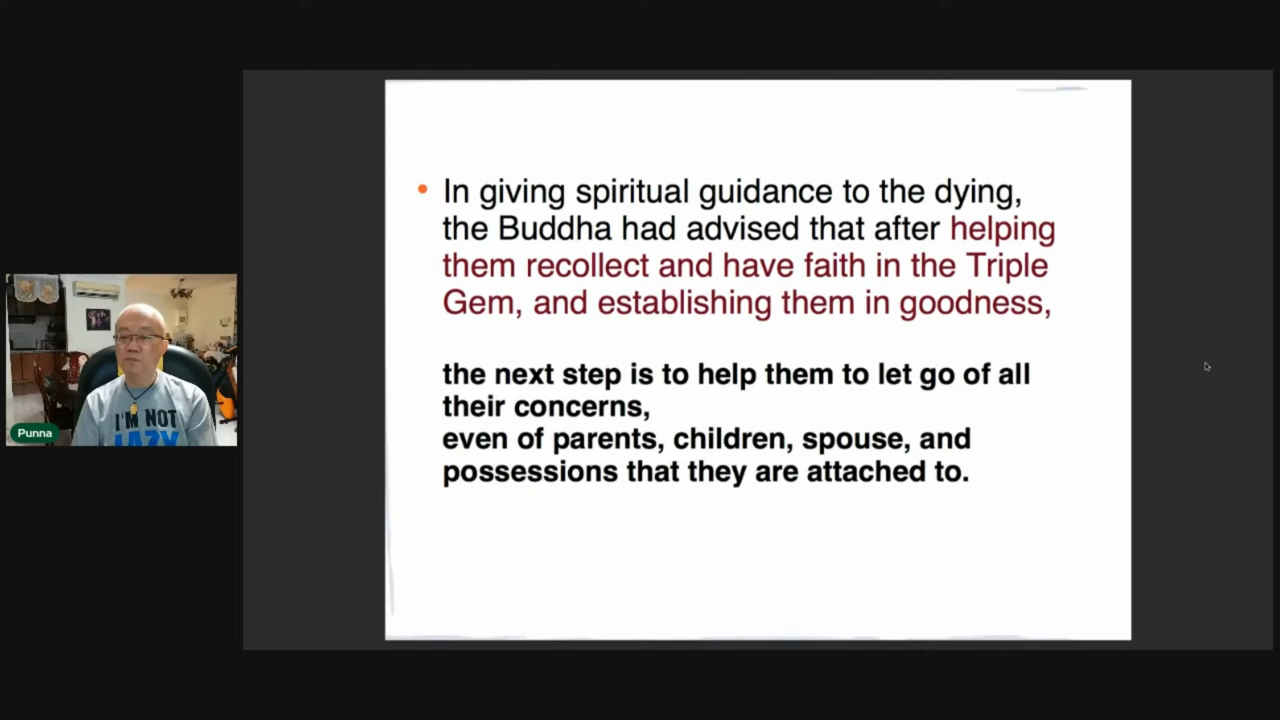 In giving spiritual guidance to the dying,
the Buddha had advised that after helping
them recollect and have faith in the Triple
Gem, and establishing them in goodness,
the next step is to help them to let go of all
their concerns,
even of parents, children, spouse, and
possessions that they are attached to.
I'M NOT
LAZY
Punna